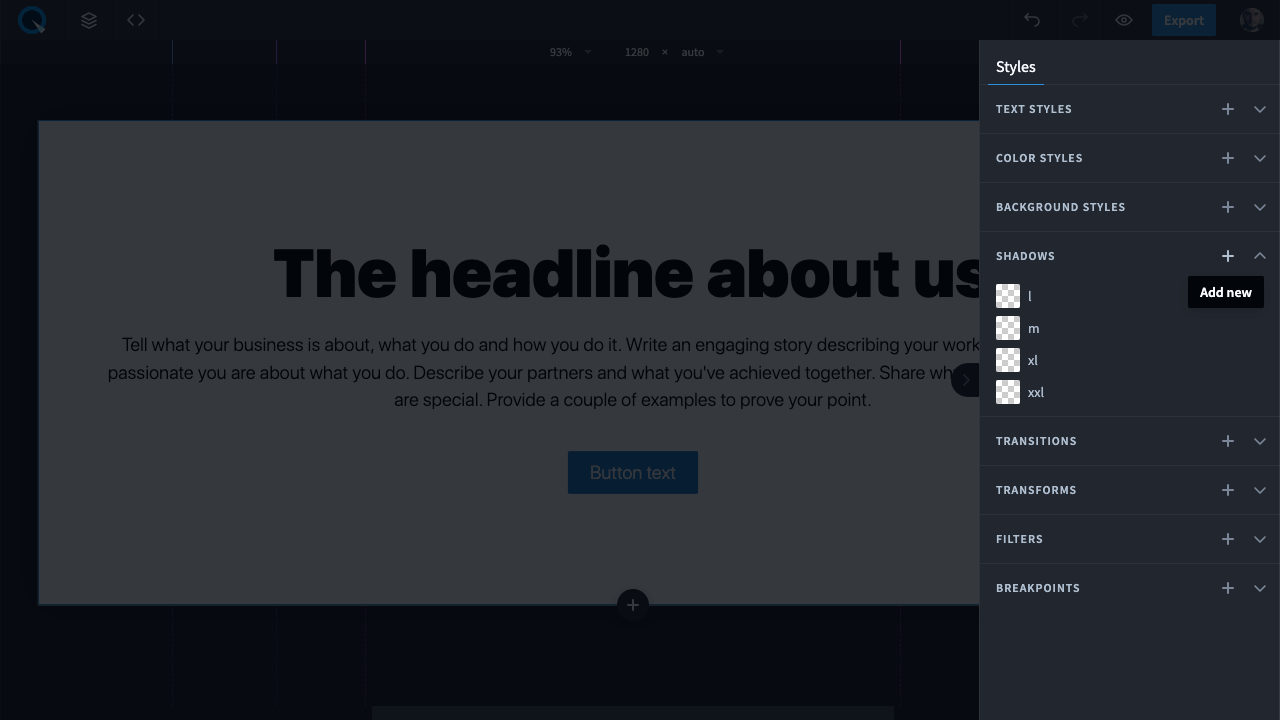 Export
93%
1280 × auto
Styles
TEXT STYLES
COLOR STYLES
BACKGROUND STYLES
SHADOWS
Add new
l
m
xl
xxl
TRANSITIONS
TRANSFORMS
FILTERS
BREAKPOINTS
The headline about us
Tell what your business is about, what you do and how you do it. Write an engaging story describing your work
passionate you are about what you do. Describe your partners and what you've achieved together. Share
are special. Provide a couple of examples to prove your point.
Button text